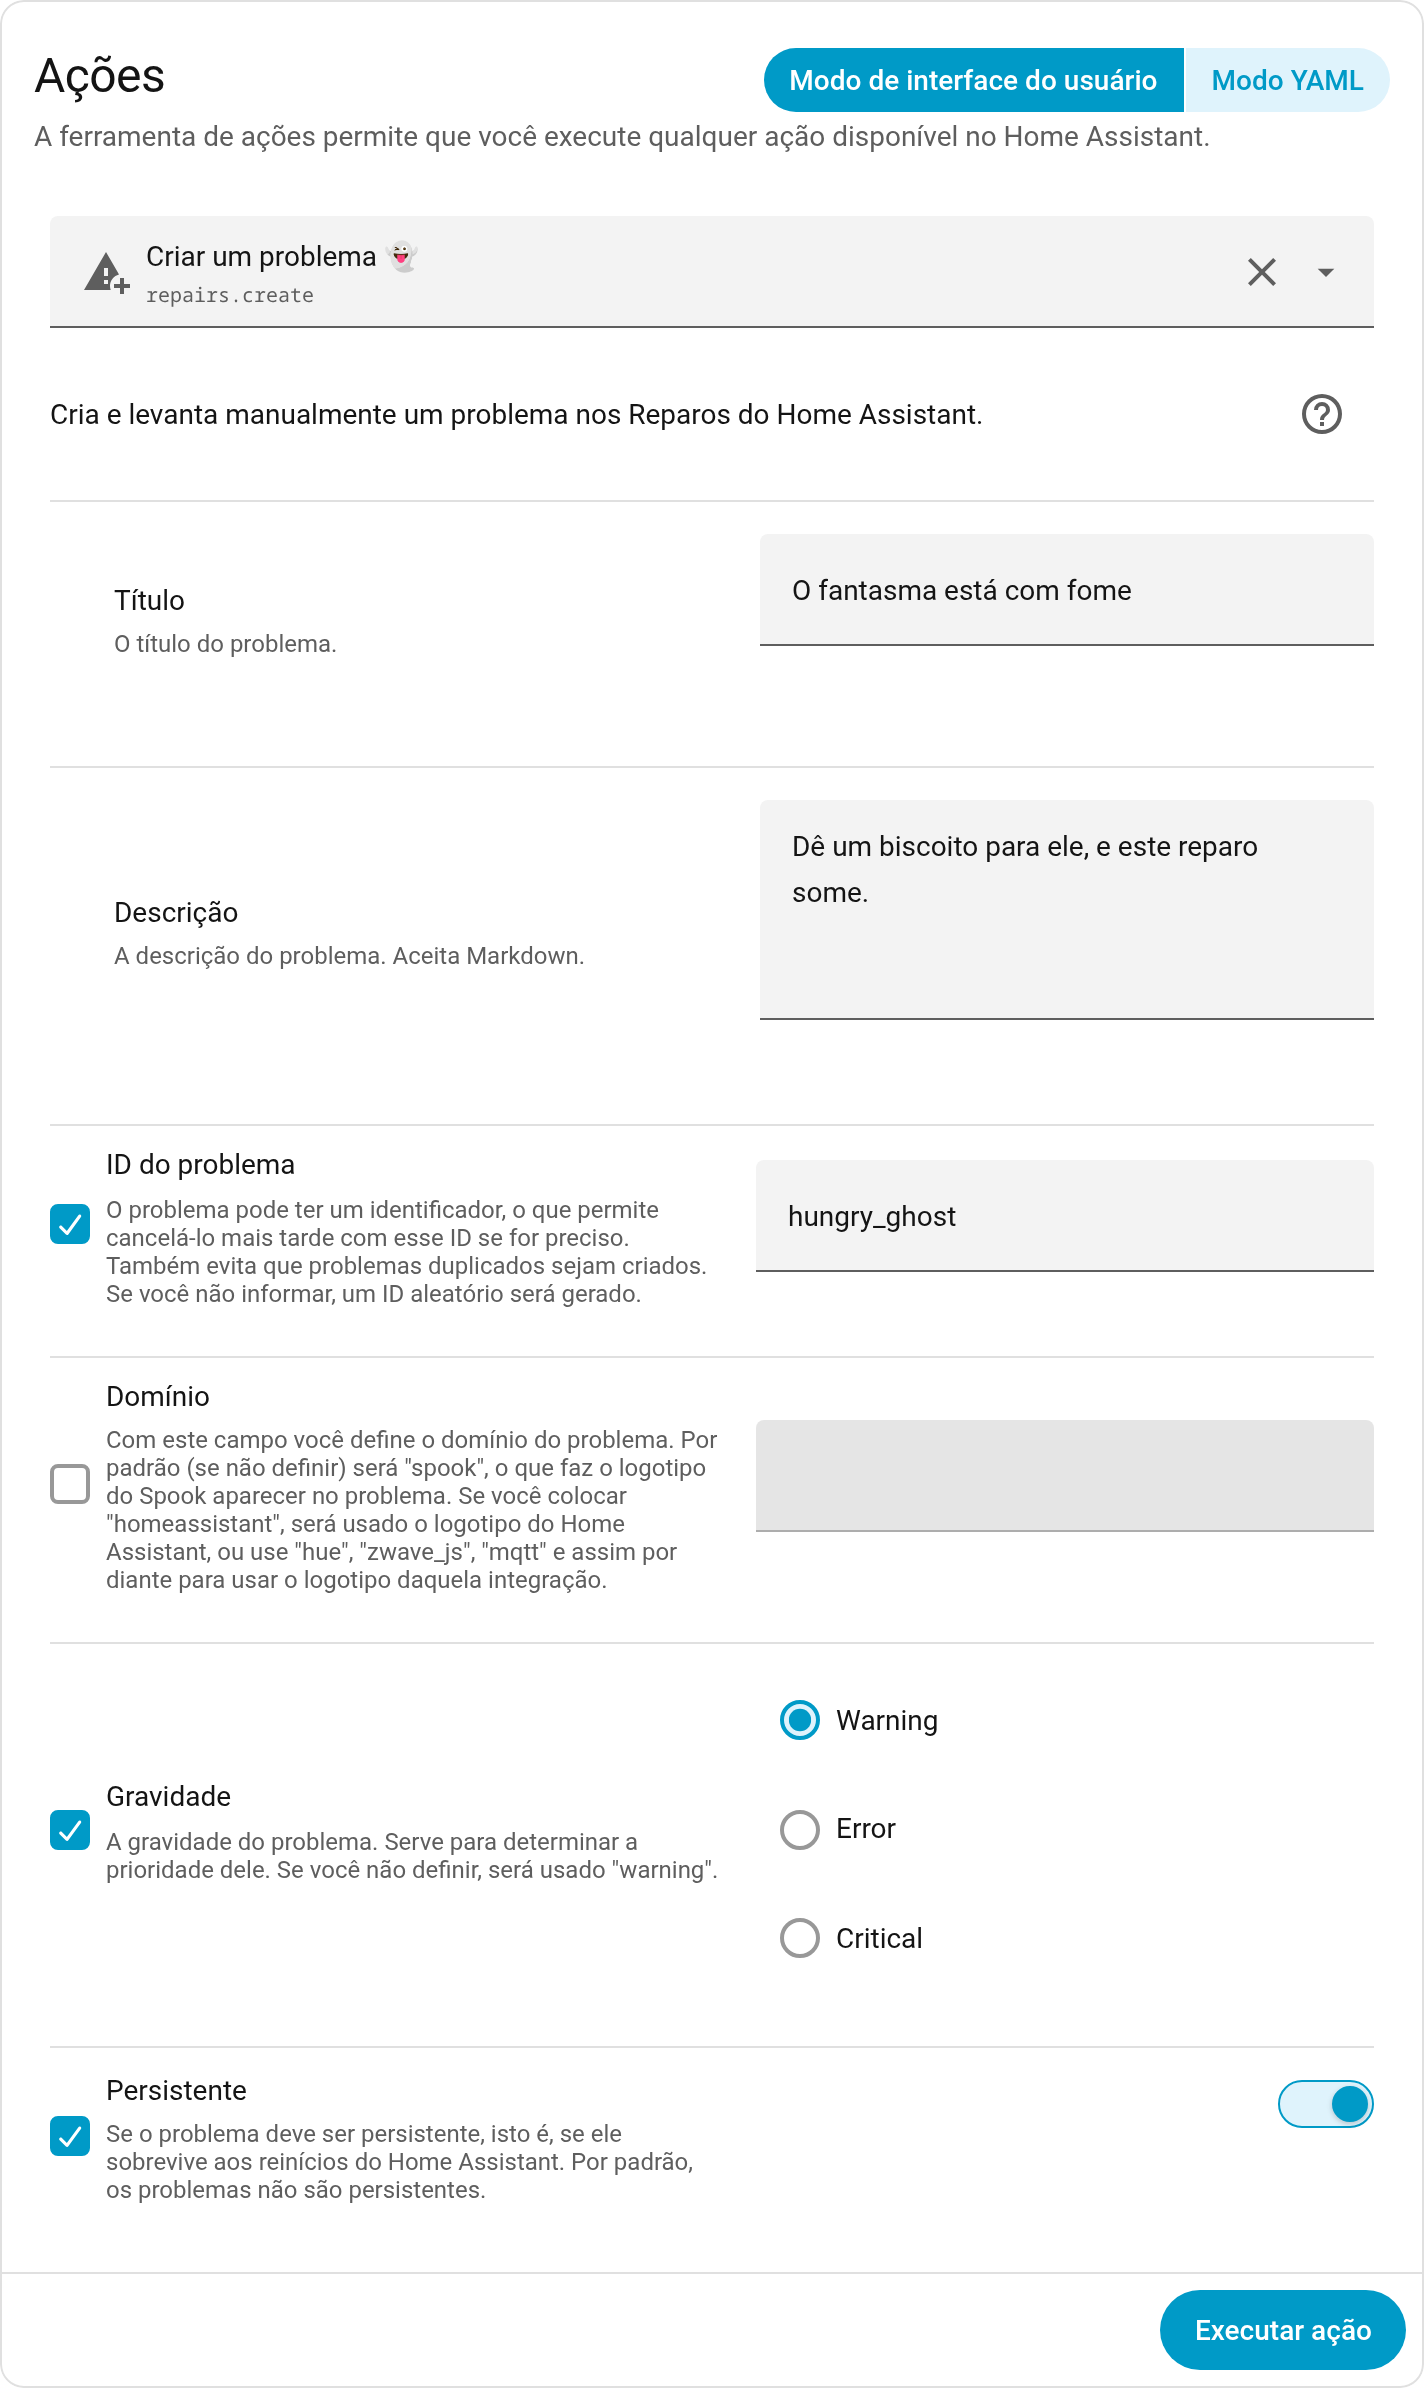 Ações
Modo de interface do usuário
Modo YAML
A ferramenta de ações permite que você execute qualquer ação disponível no Home Assistant.
Criar um problema 👻
repairs.create
Cria e levanta manualmente um problema nos Reparos do Home Assistant.
Título
O título do problema.
O fantasma está com fome
Descrição
A descrição do problema. Aceita Markdown.
Dê um biscoito para ele, e este reparo
some.
ID do problema
O problema pode ter um identificador, o que permite
cancelá-lo mais tarde com esse ID se for preciso.
Também evita que problemas duplicados sejam criados.
Se você não informar, um ID aleatório será gerado.
hungry_ghost
Domínio
Com este campo você define o domínio do problema. Por
padrão (se não definir) será "spook", o que faz o logotipo
do Spook aparecer no problema. Se você colocar
"homeassistant", será usado o logotipo do Home
Assistant, ou use "hue", "zwave_js", "mqtt" e assim por
diante para usar o logotipo daquela integração.
Gravidade
A gravidade do problema. Serve para determinar a
prioridade dele. Se você não definir, será usado "warning".
Warning
Error
Critical
Persistente
Se o problema deve ser persistente, isto é, se ele
sobrevive aos reinícios do Home Assistant. Por padrão,
os problemas não são persistentes.
Executar ação